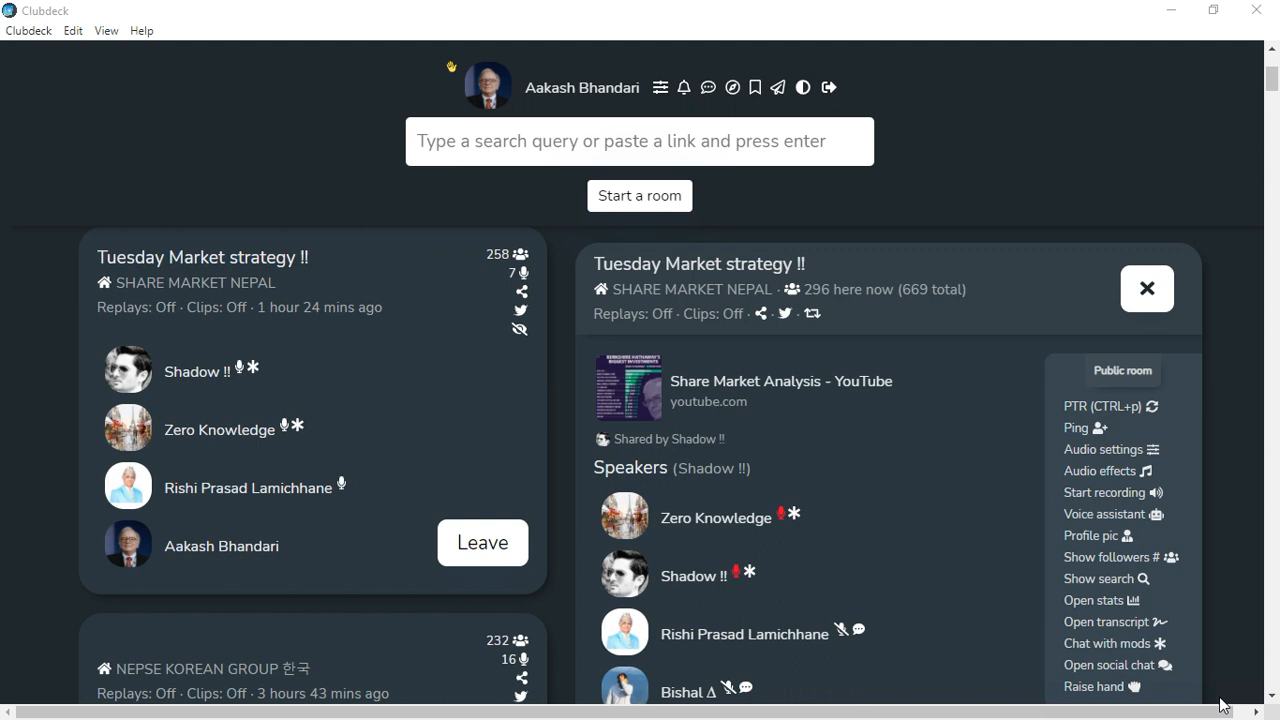 Clubdeck
Clubdeck Edit View Help
Aakash Bhandari
Type a search query or paste a link and press enter
Start a room
Tuesday Market strategy !!
258
SHARE MARKET NEPAL
7
Replays: Off · Clips: Off · 1 hour 24 mins ago
Shadow !!
Zero Knowledge
Rishi Prasad Lamichhane
Aakash Bhandari
Leave
232
16
NEPSE KOREAN GROUP 한국
Replays: Off · Clips: Off · 3 hours 43 mins ago
Tuesday Market strategy !!
SHARE MARKET NEPAL · 296 here now (669 total)
Replays: Off · Clips: Off · · ·
BERKSHIRE HATHAWAY'S
BIGGEST INVESTMENTS
Share Market Analysis - YouTube
youtube.com
Shared by Shadow !!
Speakers (Shadow !!)
Zero Knowledge
Shadow !!
Rishi Prasad Lamichhane
Bishal Δ
Public room
PTR (CTRL+p)
Ping
Audio settings
Audio effects
Start recording
Voice assistant
Profile pic
Show followers #
Show search
Open stats
Open transcript
Chat with mods
Open social chat
Raise hand